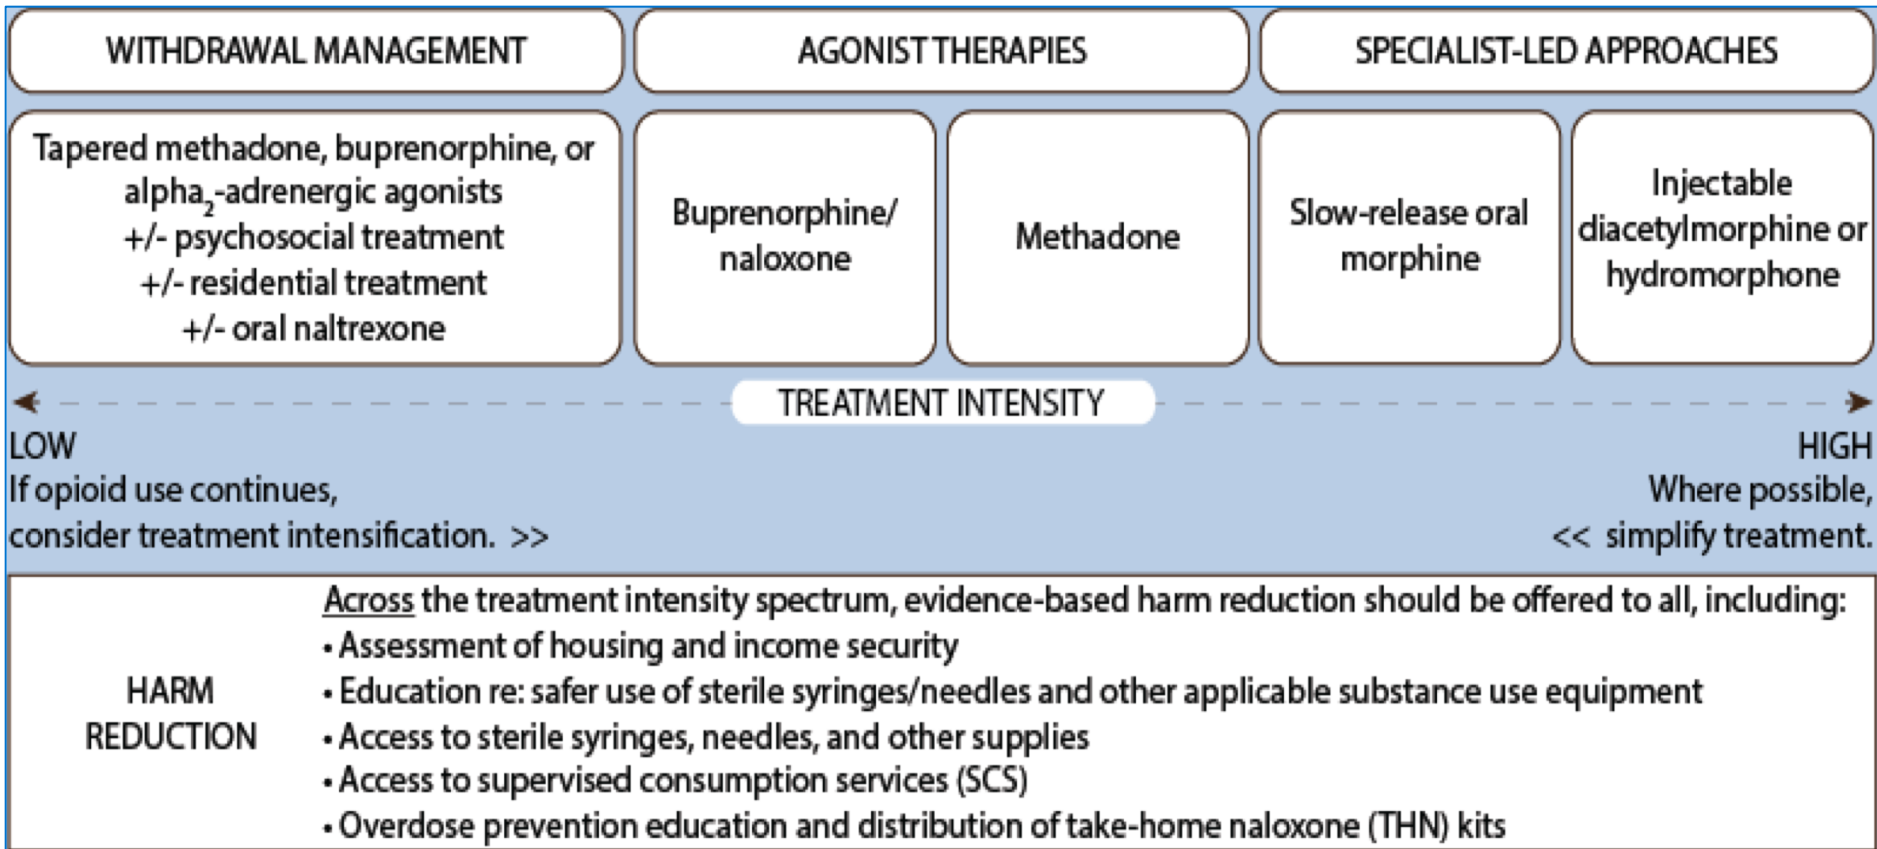 WITHDRAWAL MANAGEMENT
AGONIST THERAPIES
SPECIALIST-LED APPROACHES
Tapered methadone, buprenorphine, or
alpha₂-adrenergic agonists
+/- psychosocial treatment
+/- residential treatment
+/- oral naltrexone
Buprenorphine/
naloxone
Methadone
Slow-release oral
morphine
Injectable
diacetylmorphine or
hydromorphone
TREATMENT INTENSITY
LOW
If opioid use continues,
consider treatment intensification. >>
HIGH
Where possible,
<< simplify treatment.
HARM
REDUCTION
Across the treatment intensity spectrum, evidence-based harm reduction should be offered to all, including:
• Assessment of housing and income security
• Education re: safer use of sterile syringes/needles and other applicable substance use equipment
• Access to sterile syringes, needles, and other supplies
• Access to supervised consumption services (SCS)
• Overdose prevention education and distribution of take-home naloxone (THN) kits